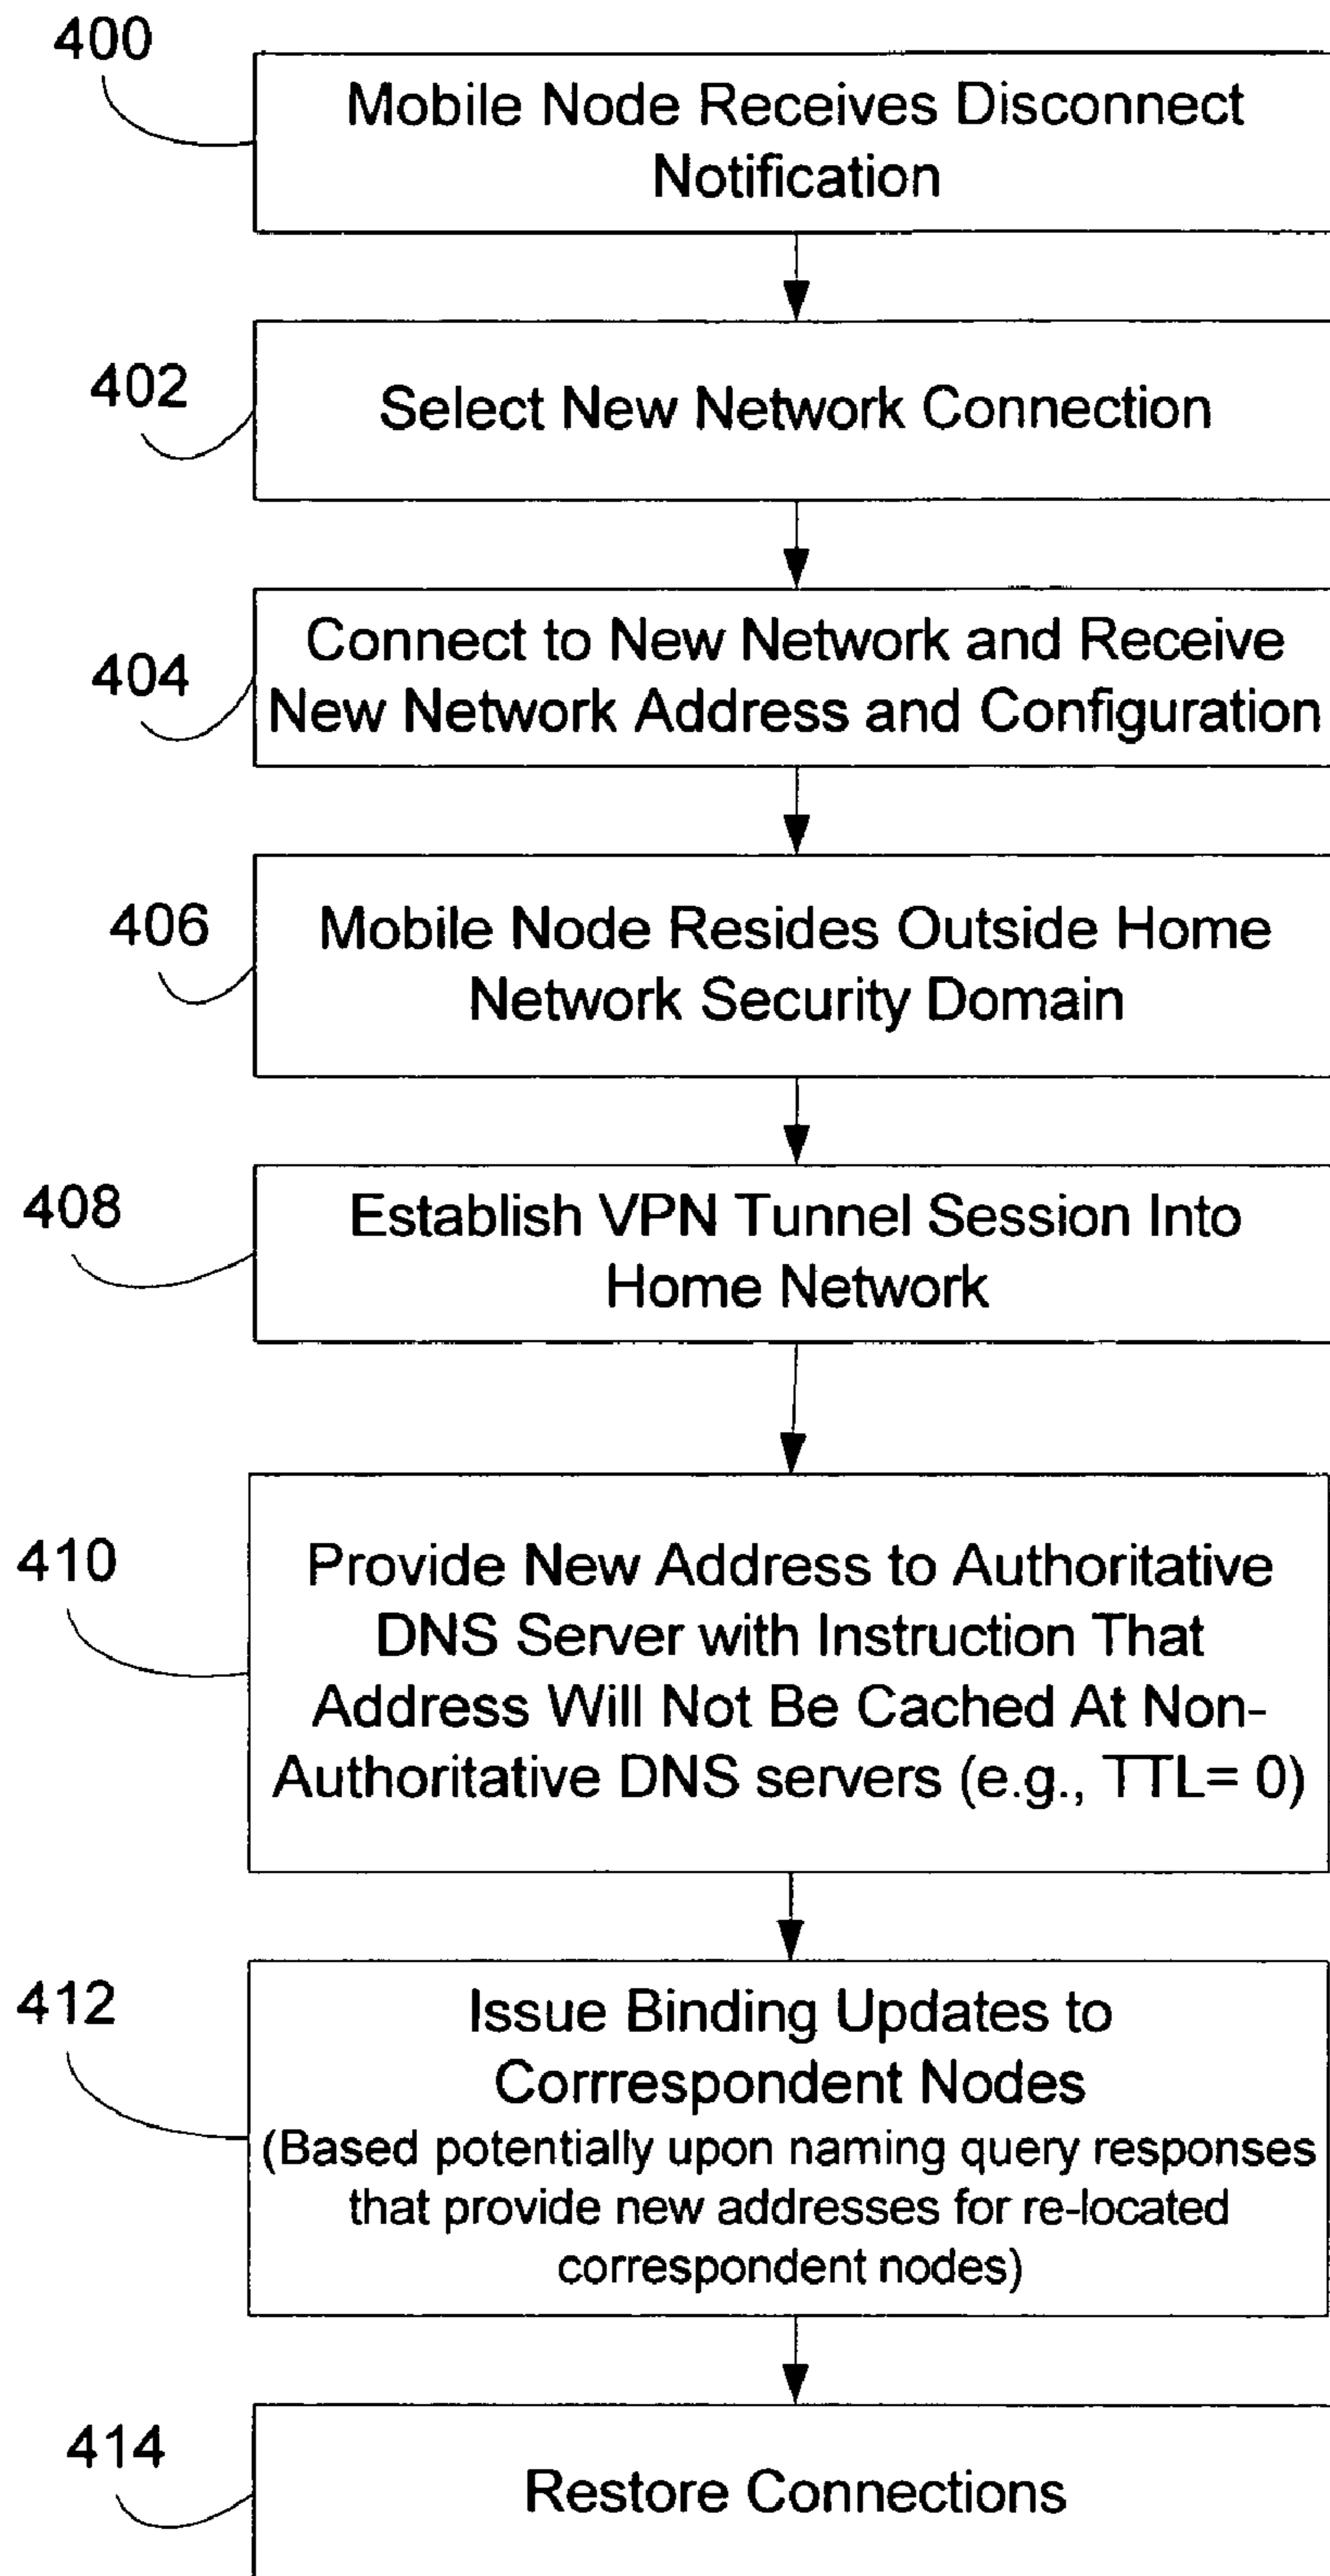 400
Mobile Node Receives Disconnect
Notification
402
Select New Network Connection
404
Connect to New Network and Receive
New Network Address and Configuration
406
Mobile Node Resides Outside Home
Network Security Domain
408
Establish VPN Tunnel Session Into
Home Network
410
Provide New Address to Authoritative
DNS Server with Instruction That
Address Will Not Be Cached At Non-
Authoritative DNS servers (e.g., TTL= 0)
412
Issue Binding Updates to
Corrrespondent Nodes
(Based potentially upon naming query responses
that provide new addresses for re-located
correspondent nodes)
414
Restore Connections